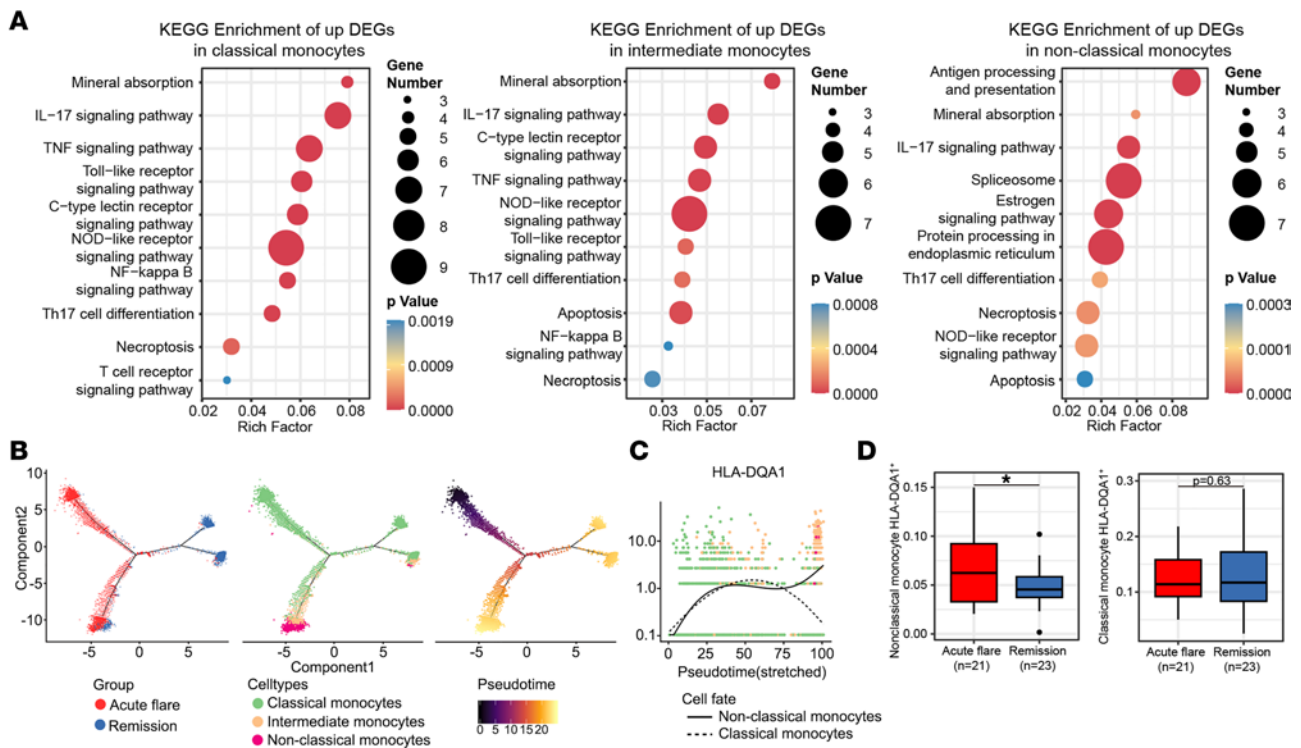 A
KEGG Enrichment of up DEGs
in classical monocytes
Mineral absorption
IL−17 signaling pathway
TNF signaling pathway
Toll−like receptor
signaling pathway
C−type lectin receptor
signaling pathway
NOD−like receptor
signaling pathway
NF−kappa B
signaling pathway
Th17 cell differentiation
Necroptosis
T cell receptor
signaling pathway
0.02 0.04 0.06 0.08
Rich Factor
Gene
Number
3
4
5
6
7
8
9
p Value
0.0019
0.0009
0.0000
KEGG Enrichment of up DEGs
in intermediate monocytes
Mineral absorption
IL−17 signaling pathway
C−type lectin receptor
signaling pathway
TNF signaling pathway
NOD−like receptor
signaling pathway
Toll−like receptor
signaling pathway
Th17 cell differentiation
Apoptosis
NF−kappa B
signaling pathway
Necroptosis
0.03 0.05 0.07
Rich Factor
Gene
Number
3
4
5
6
7
p Value
0.0008
0.0004
0.0000
KEGG Enrichment of up DEGs
in non−classical monocytes
Antigen processing
and presentation
Mineral absorption
IL−17 signaling pathway
Spliceosome
Estrogen
signaling pathway
Protein processing in
endoplasmic reticulum
Th17 cell differentiation
Necroptosis
NOD−like receptor
signaling pathway
Apoptosis
0.02 0.04 0.06 0.08
Rich Factor
Gene
Number
3
4
5
6
7
p Value
0.0003
0.0001
0.0000
B
Component2
10
5
0
-5
-10
-5 0 5
-5 0 5
-5 0 5
Component1
Group
Acute flare
Remission
Celltypes
Classical monocytes
Intermediate monocytes
Non-classical monocytes
Pseudotime
0 5 10 15 20
C
HLA-DQA1
10.0
1.0
0.1
0 25 50 75 100
Pseudotime(stretched)
Cell fate
Non-classical monocytes
Classical monocytes
D
Nonclassical monocyte HLA-DQA1⁺
0.15
0.10
0.05
0.00
*
Acute flare
(n=21)
Remission
(n=23)
Classical monocyte HLA-DQA1⁺
0.3
0.2
0.1
p=0.63
Acute flare
(n=21)
Remission
(n=23)